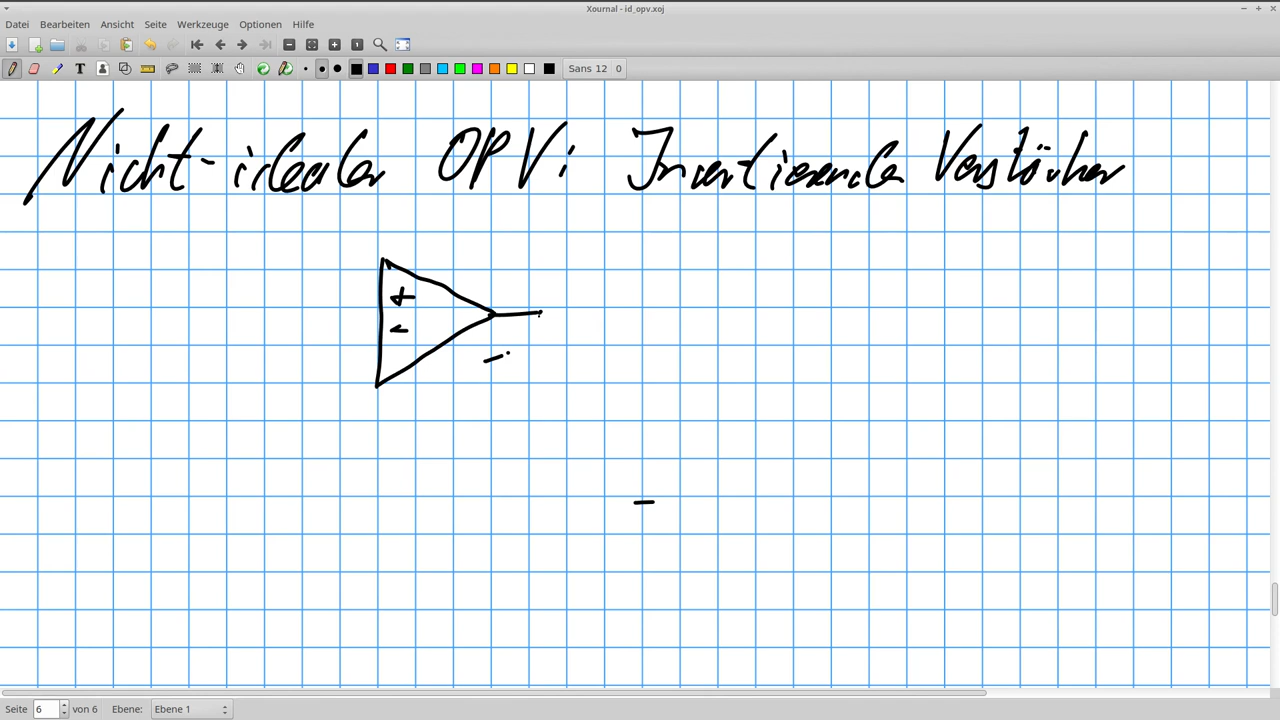 Xournal - id_opv.xoj
Datei Bearbeiten Ansicht Seite Werkzeuge Optionen Hilfe
Sans 12 0
Nicht-idealer OPV: Invertierender Verstärker
+
-
-
Seite 6 von 6 Ebene: Ebene 1